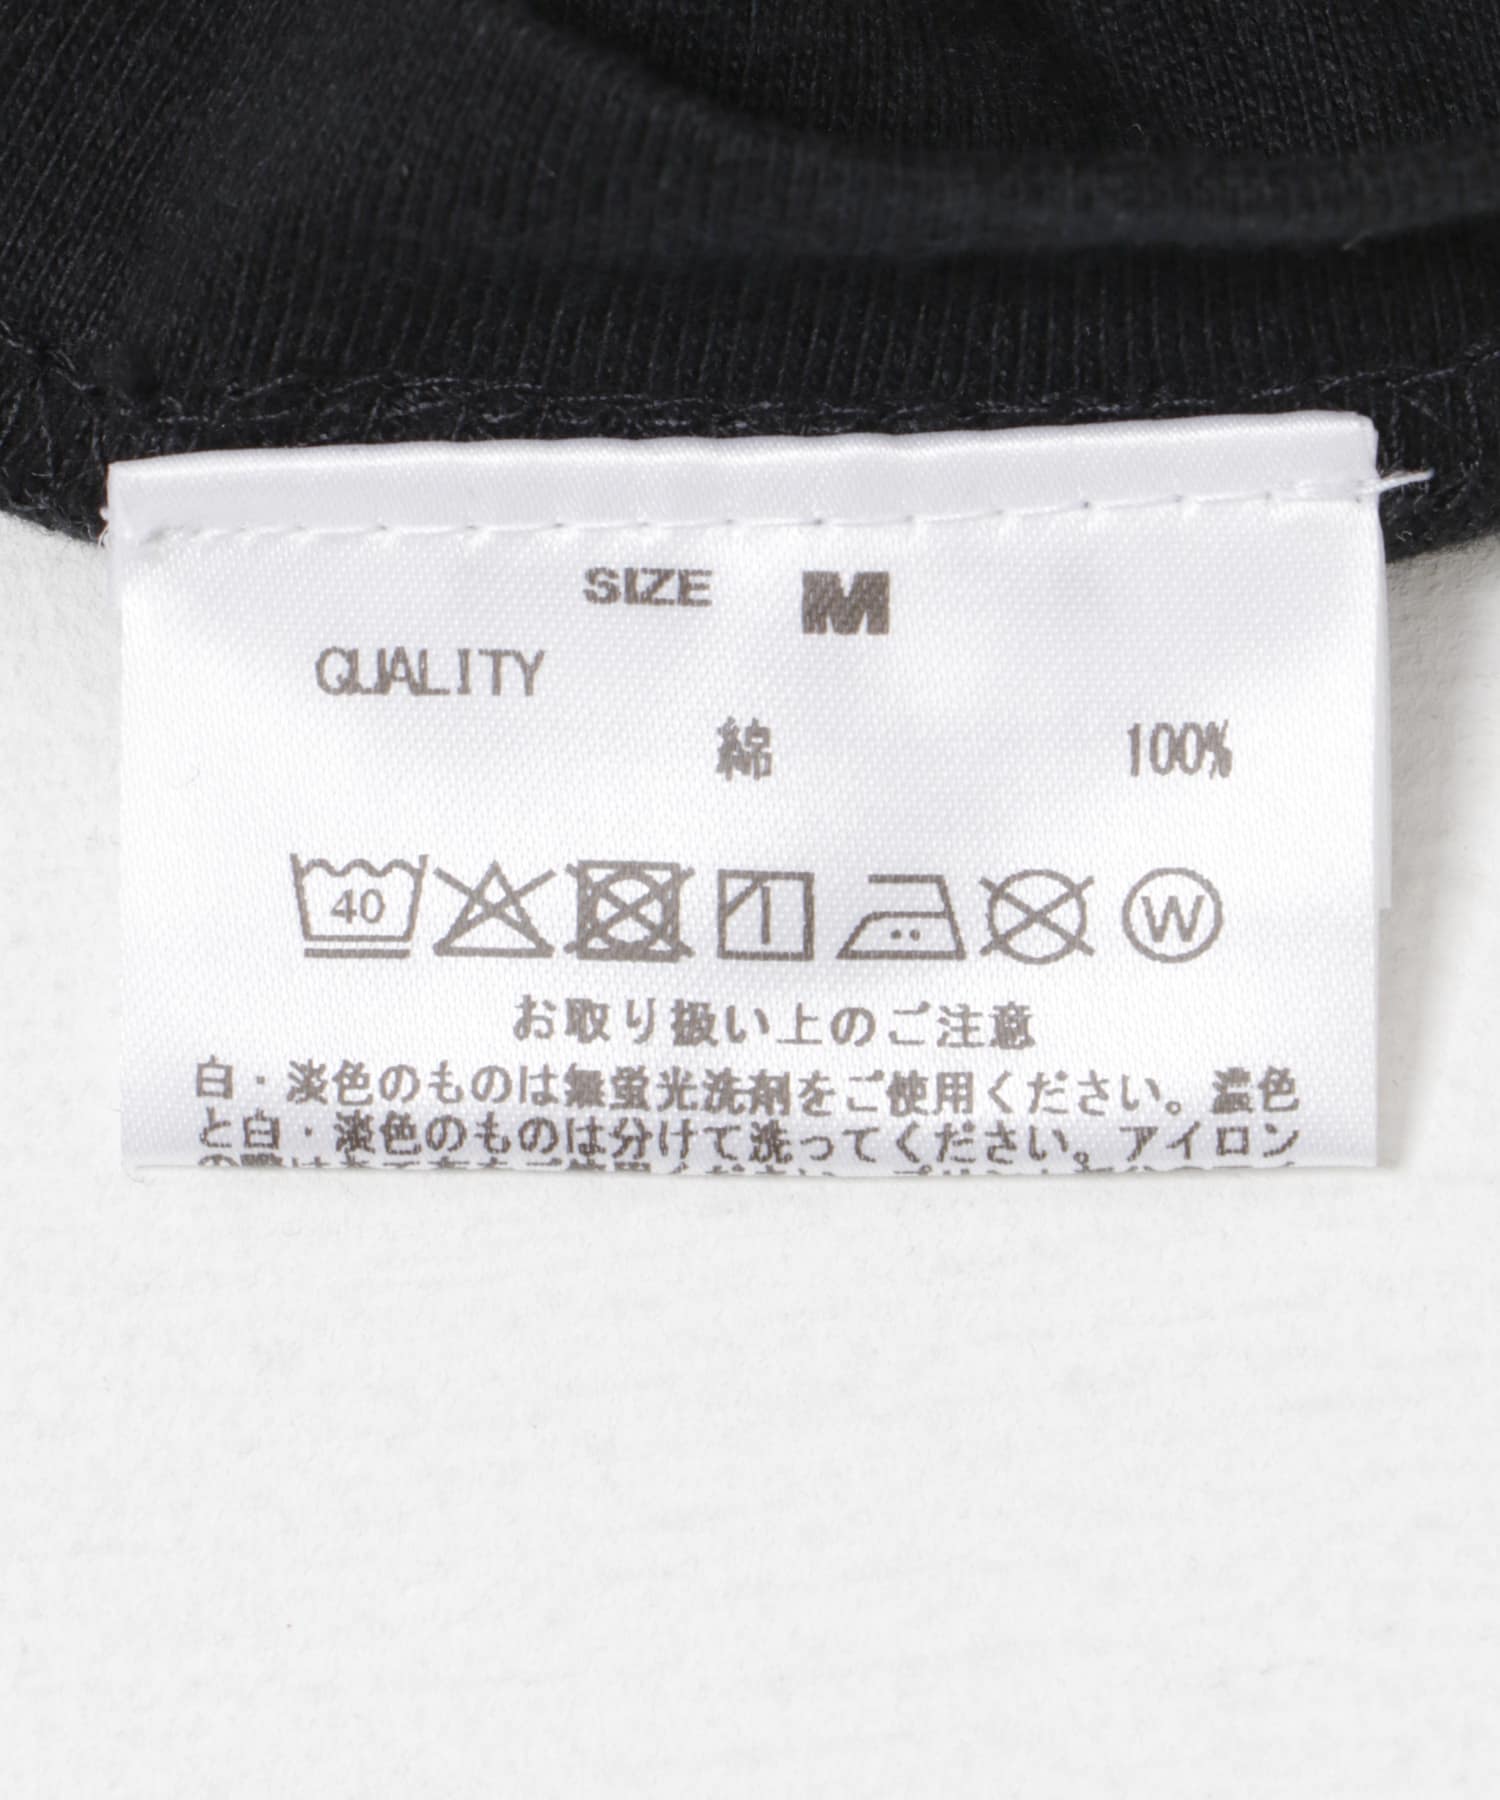 SIZE M
QUALITY
綿 100%
40 W
お取り扱い上のご注意
白・淡色のものは無蛍光洗剤をご使用ください。濃色
と白・淡色のものは分けて洗ってください。アイロン